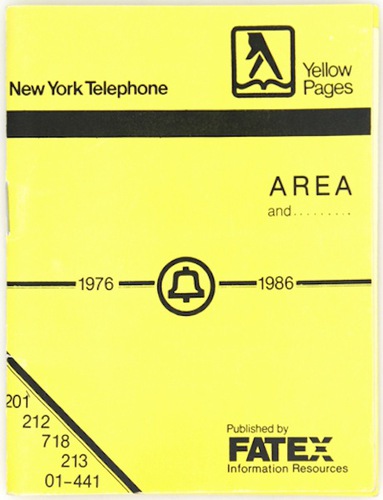 New York Telephone
Yellow
Pages
AREA
and.........
1976
1986
201
212
718
213
01-441
Published by
FATEX
Information Resources